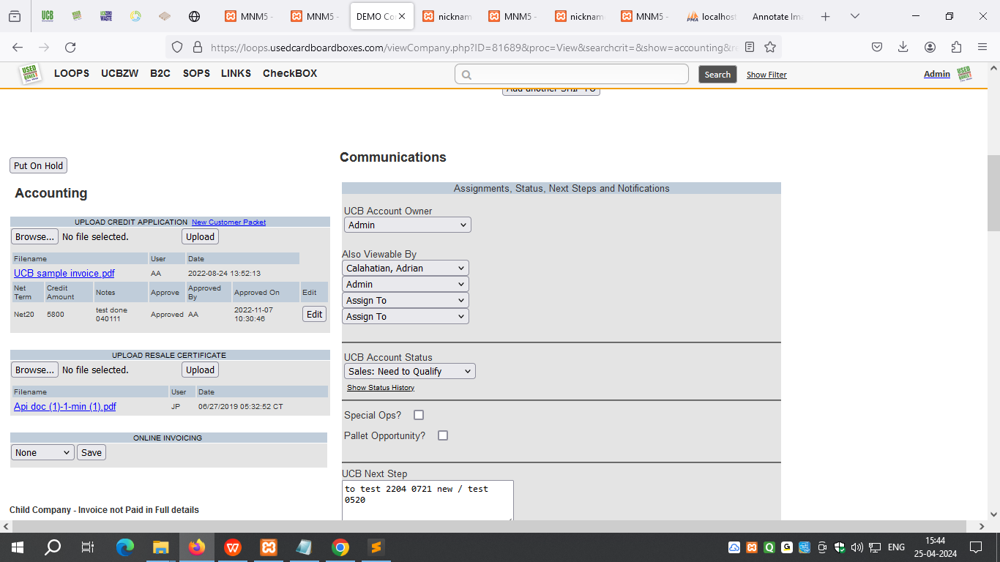 MNM5 -
MNM5 -
DEMO Co
nicknam
MNM5 -
nicknam
MNM5 -
localhost
Annotate Im
https://loops.usedcardboardboxes.com/viewCompany.php?ID=81689&proc=View&searchcrit=&show=accounting&r
LOOPS UCBZW B2C SOPS LINKS CheckBOX
Search
Show Filter
Admin
Add another SHIP TO
Put On Hold
Accounting
UPLOAD CREDIT APPLICATION New Customer Packet
Browse... No file selected. Upload
Filename User Date
UCB sample invoice.pdf AA 2022-08-24 13:52:13
Net Term Credit Amount Notes Approve Approved By Approved On Edit
Net20 5800 test done 040111 Approved AA 2022-11-07 10:30:46 Edit
UPLOAD RESALE CERTIFICATE
Browse... No file selected. Upload
Filename User Date
Api doc (1)-1-min (1).pdf JP 06/27/2019 05:32:52 CT
ONLINE INVOICING
None Save
Child Company - Invoice not Paid in Full details
Communications
Assignments, Status, Next Steps and Notifications
UCB Account Owner
Admin
Also Viewable By
Calahatian, Adrian
Admin
Assign To
Assign To
UCB Account Status
Sales: Need to Qualify
Show Status History
Special Ops?
Pallet Opportunity?
UCB Next Step
to test 2204 0721 new / test
0520
ENG
15:44
25-04-2024